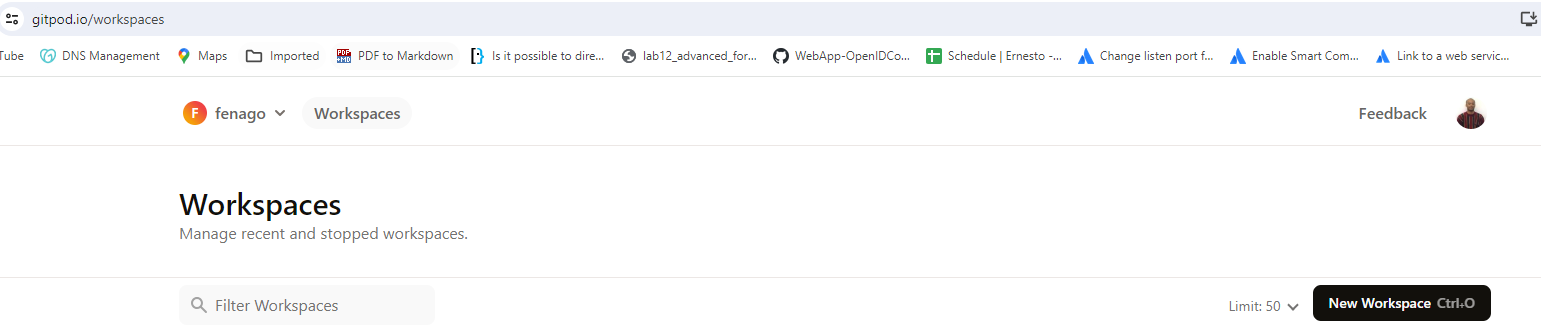 gitpod.io/workspaces
Tube DNS Management Maps Imported PDF to Markdown Is it possible to dire... lab12_advanced_for... WebApp-OpenIDCo... Schedule | Ernesto -... Change listen port f... Enable Smart Com... Link to a web servic...
F fenago Workspaces Feedback
Workspaces
Manage recent and stopped workspaces.
Filter Workspaces Limit: 50 New Workspace Ctrl+O